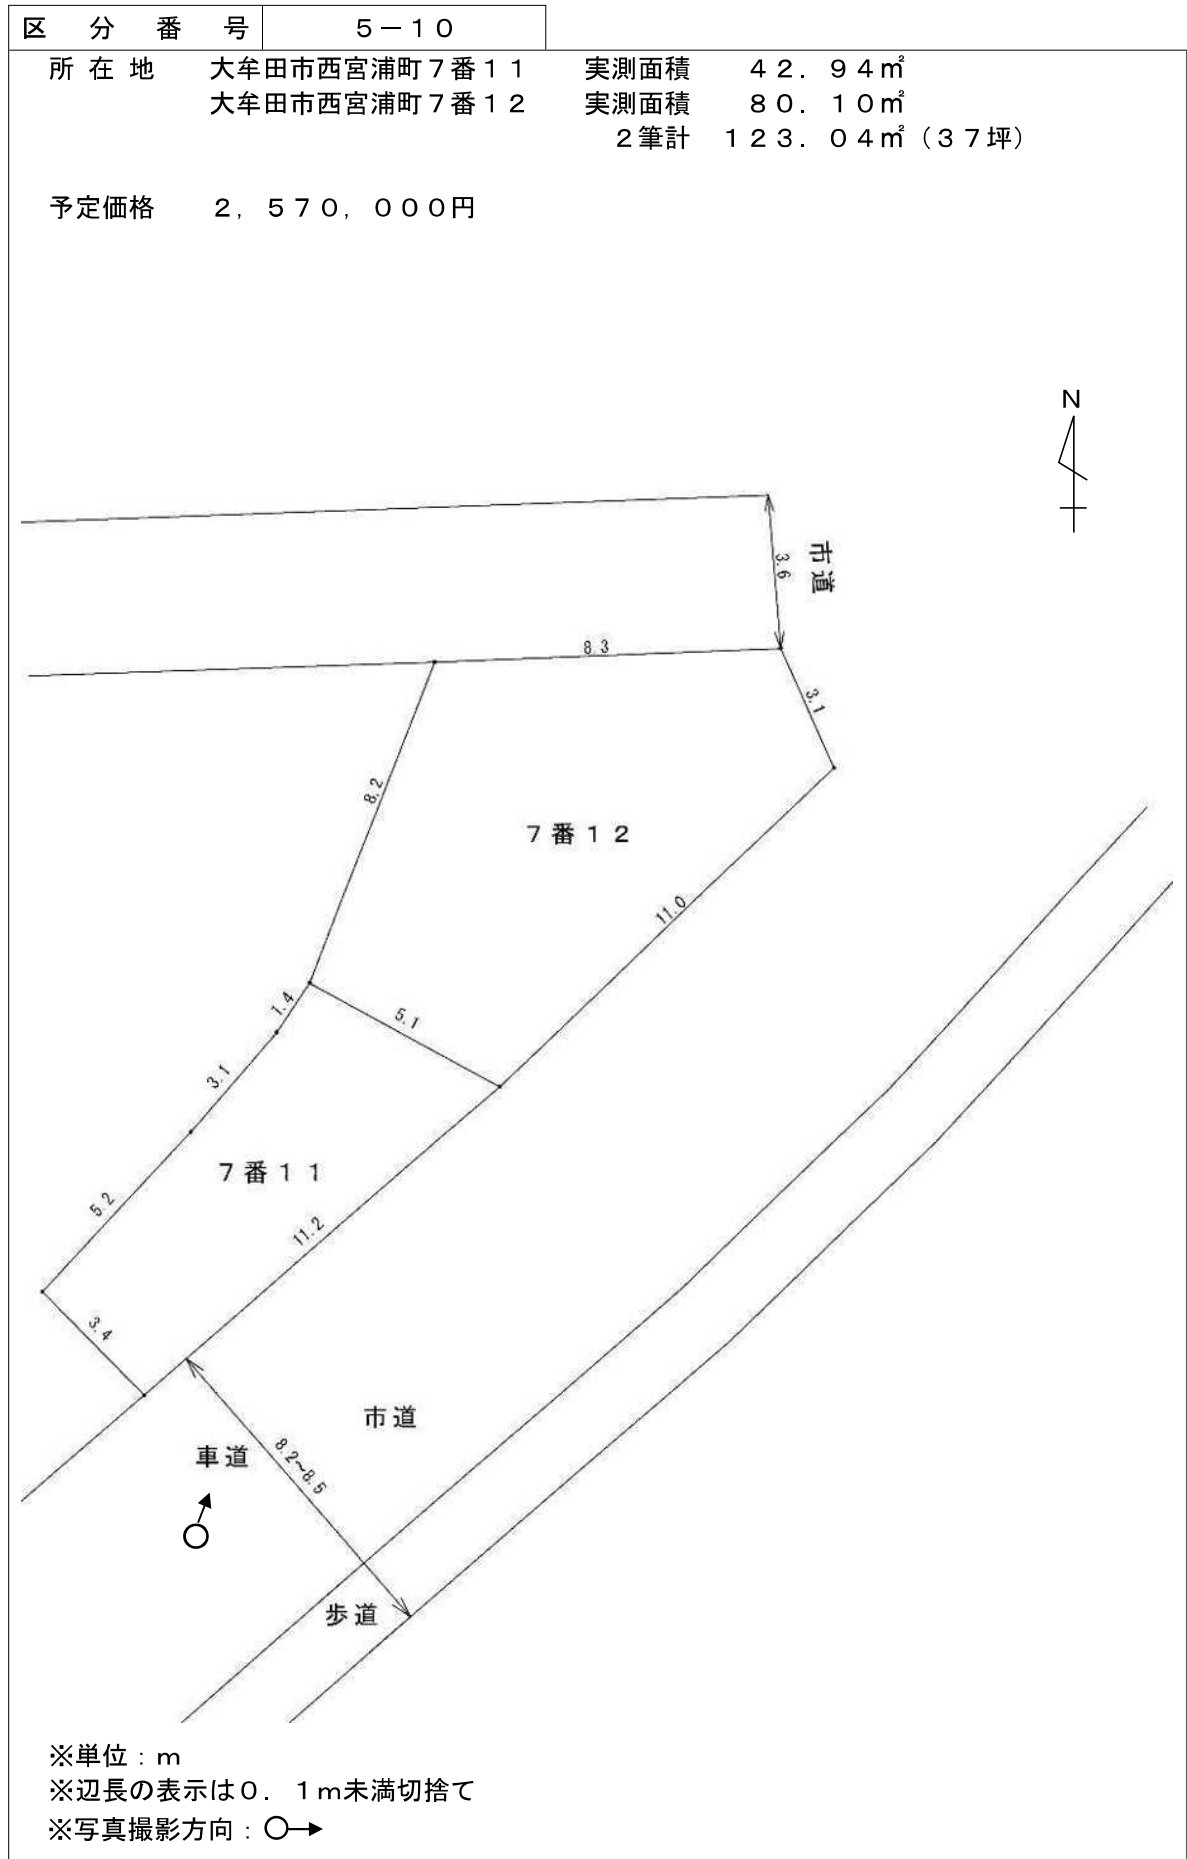 区分番号 ５－１０
所在地 大牟田市西宮浦町７番１１ 実測面積 ４２．９４㎡
大牟田市西宮浦町７番１２ 実測面積 ８０．１０㎡
２筆計 １２３．０４㎡（３７坪）
予定価格 ２，５７０，０００円
N
3.6
市道
8.3
3.1
8.2
７番１２
11.0
1.4
5.1
3.1
７番１１
5.2
11.2
3.4
市道
車道
8.2~8.5
歩道
※単位：ｍ
※辺長の表示は０．１ｍ未満切捨て
※写真撮影方向：